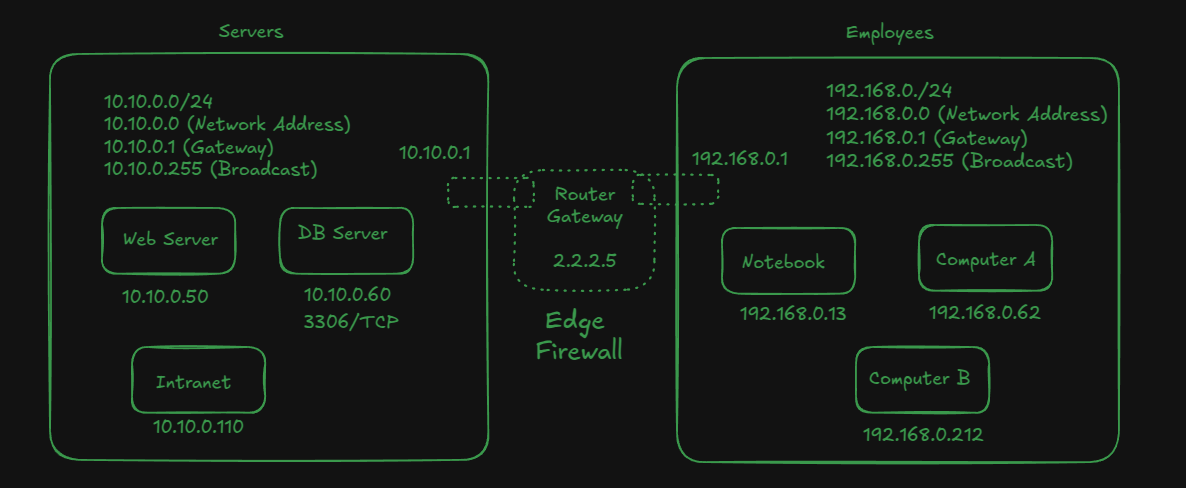 Servers
10.10.0.0/24
10.10.0.0 (Network Address)
10.10.0.1 (Gateway)
10.10.0.255 (Broadcast)
10.10.0.1
Web Server
10.10.0.50
DB Server
10.10.0.60
3306/TCP
Intranet
10.10.0.110
Router
Gateway
2.2.2.5
Edge
Firewall
Employees
192.168.0./24
192.168.0.0 (Network Address)
192.168.0.1 (Gateway)
192.168.0.255 (Broadcast)
192.168.0.1
Notebook
192.168.0.13
Computer A
192.168.0.62
Computer B
192.168.0.212